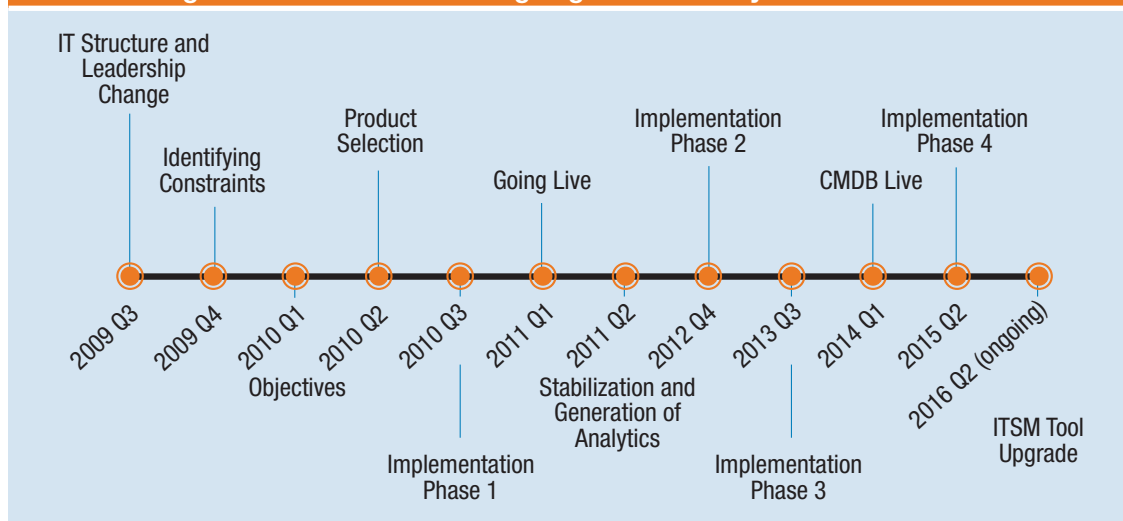 IT Structure and
Leadership
Change
Identifying
Constraints
Product
Selection
Going Live
Implementation
Phase 2
CMDB Live
Implementation
Phase 4
2009 Q3
2009 Q4
2010 Q1
2010 Q2
2010 Q3
2011 Q1
2011 Q2
2012 Q4
2013 Q3
2014 Q1
2015 Q2
2016 Q2 (ongoing)
Objectives
Implementation
Phase 1
Stabilization and
Generation of
Analytics
Implementation
Phase 3
ITSM Tool
Upgrade